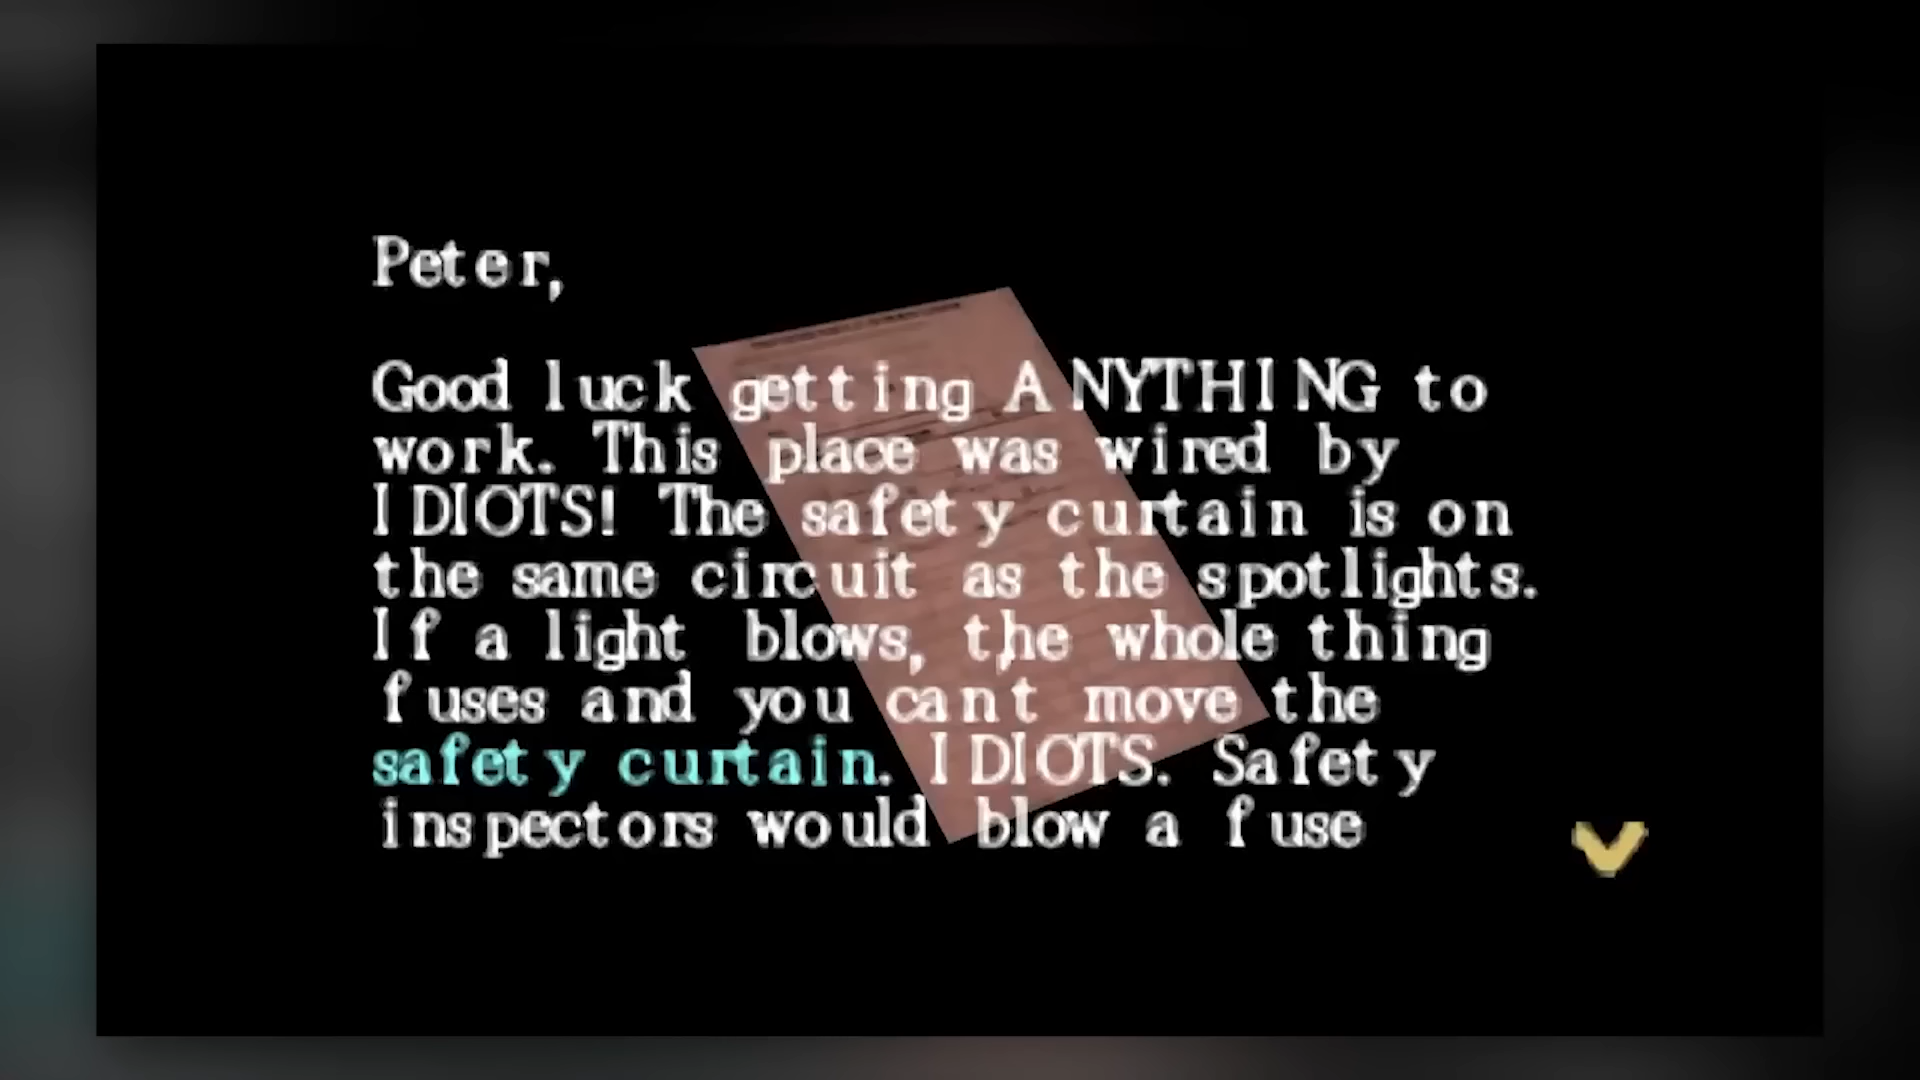 Peter,
Good luck getting ANYTHING to
work. This place was wired by
IDIOTS! The safety curtain is on
the same circuit as the spotlights.
If a light blows, the whole thing
fuses and you can't move the
safety curtain. IDIOTS. Safety
inspectors would blow a fuse